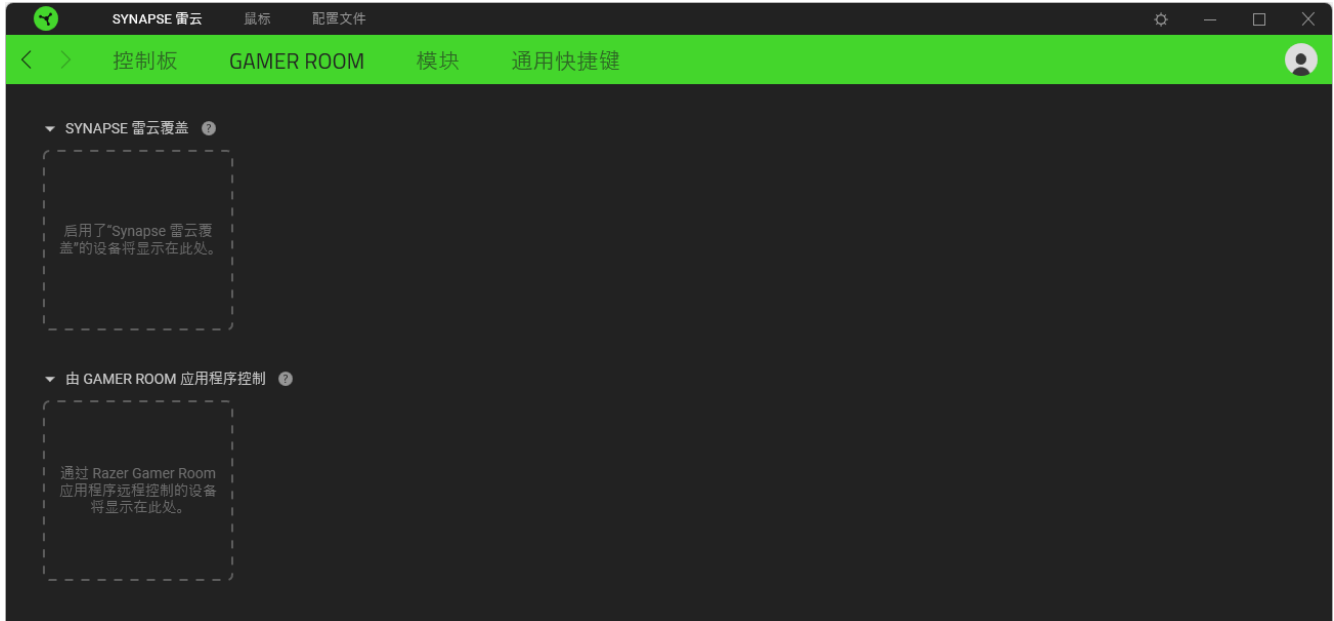 SYNAPSE 雷云 鼠标 配置文件
控制板 GAMER ROOM 模块 通用快捷键
SYNAPSE 雷云覆盖 ?
启用了“Synapse 雷云覆
盖”的设备将显示在此处。
由 GAMER ROOM 应用程序控制 ?
通过 Razer Gamer Room
应用程序远程控制的设备
将显示在此处。